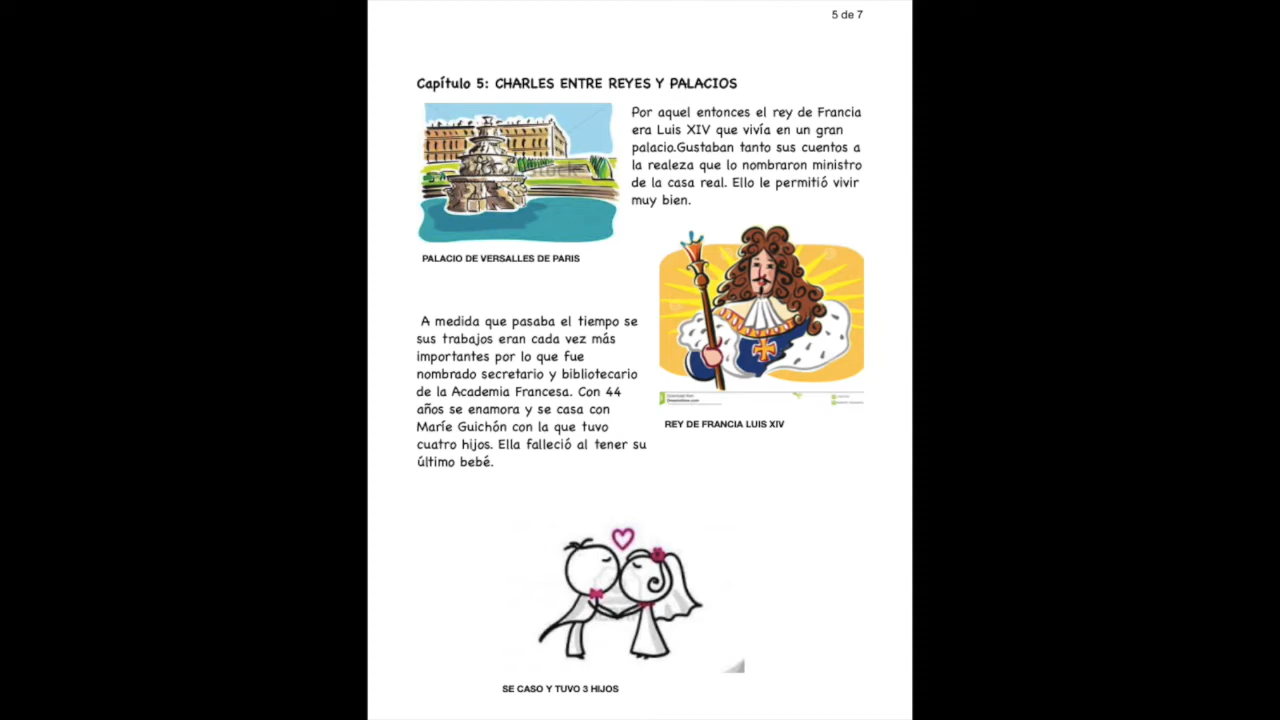 5 de 7
Capítulo 5: CHARLES ENTRE REYES Y PALACIOS
Por aquel entonces el rey de Francia
era Luis XIV que vivía en un gran
palacio.Gustaban tanto sus cuentos a
la realeza que lo nombraron ministro
de la casa real. Ello le permitió vivir
muy bien.
PALACIO DE VERSALLES DE PARIS
A medida que pasaba el tiempo se
sus trabajos eran cada vez más
importantes por lo que fue
nombrado secretario y bibliotecario
de la Academia Francesa. Con 44
años se enamora y se casa con
Maríe Guichón con la que tuvo
cuatro hijos. Ella falleció al tener su
último bebé.
REY DE FRANCIA LUIS XIV
SE CASO Y TUVO 3 HIJOS